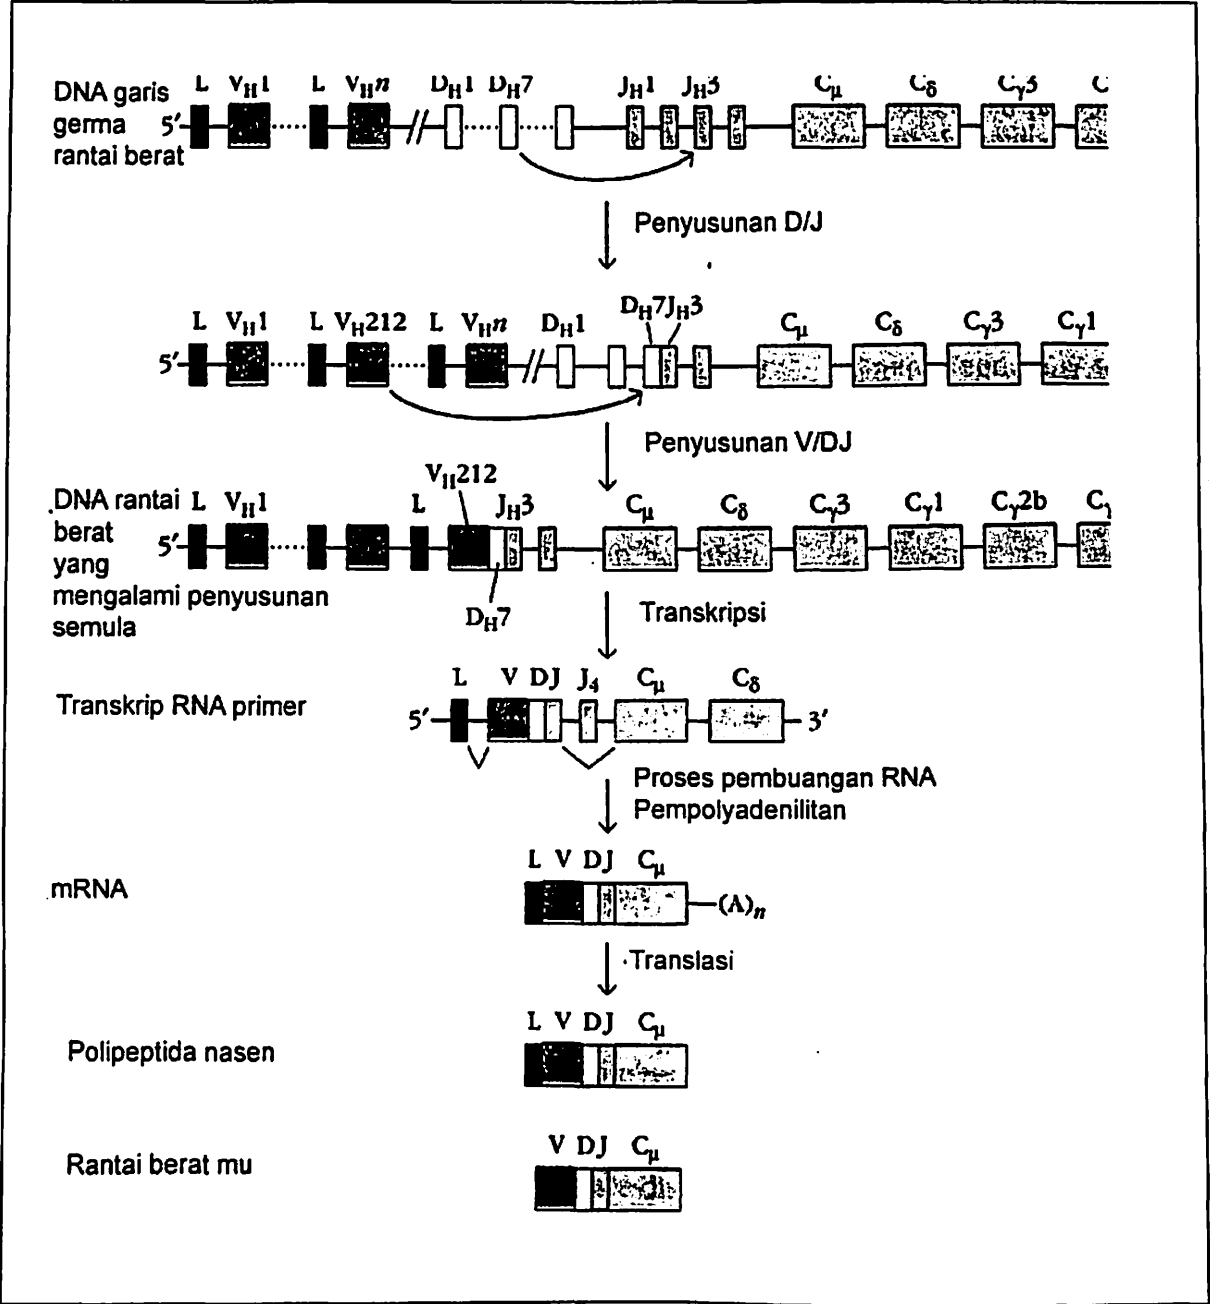 L V_H1 L V_Hn D_H1 D_H7 J_H1 J_H3 C_μ C_δ C_γ3 C
DNA garis
germa 5′
rantai berat
Penyusunan D/J
D_H7J_H3
L V_H1 L V_H212 L V_Hn D_H1 C_μ C_δ C_γ3 C_γ1
5′
Penyusunan V/DJ
V_H212
DNA rantai L V_H1 L J_H3 C_μ C_δ C_γ3 C_γ1 C_γ2b C_γ
berat 5′
yang
mengalami penyusunan
semula
D_H7
Transkripsi
L V DJ J_4 C_μ C_δ
Transkrip RNA primer 5′ 3′
Proses pembuangan RNA
Pempolyadenilitan
L V DJ C_μ
mRNA (A)_n
Translasi
L V DJ C_μ
Polipeptida nasen
V DJ C_μ
Rantai berat mu